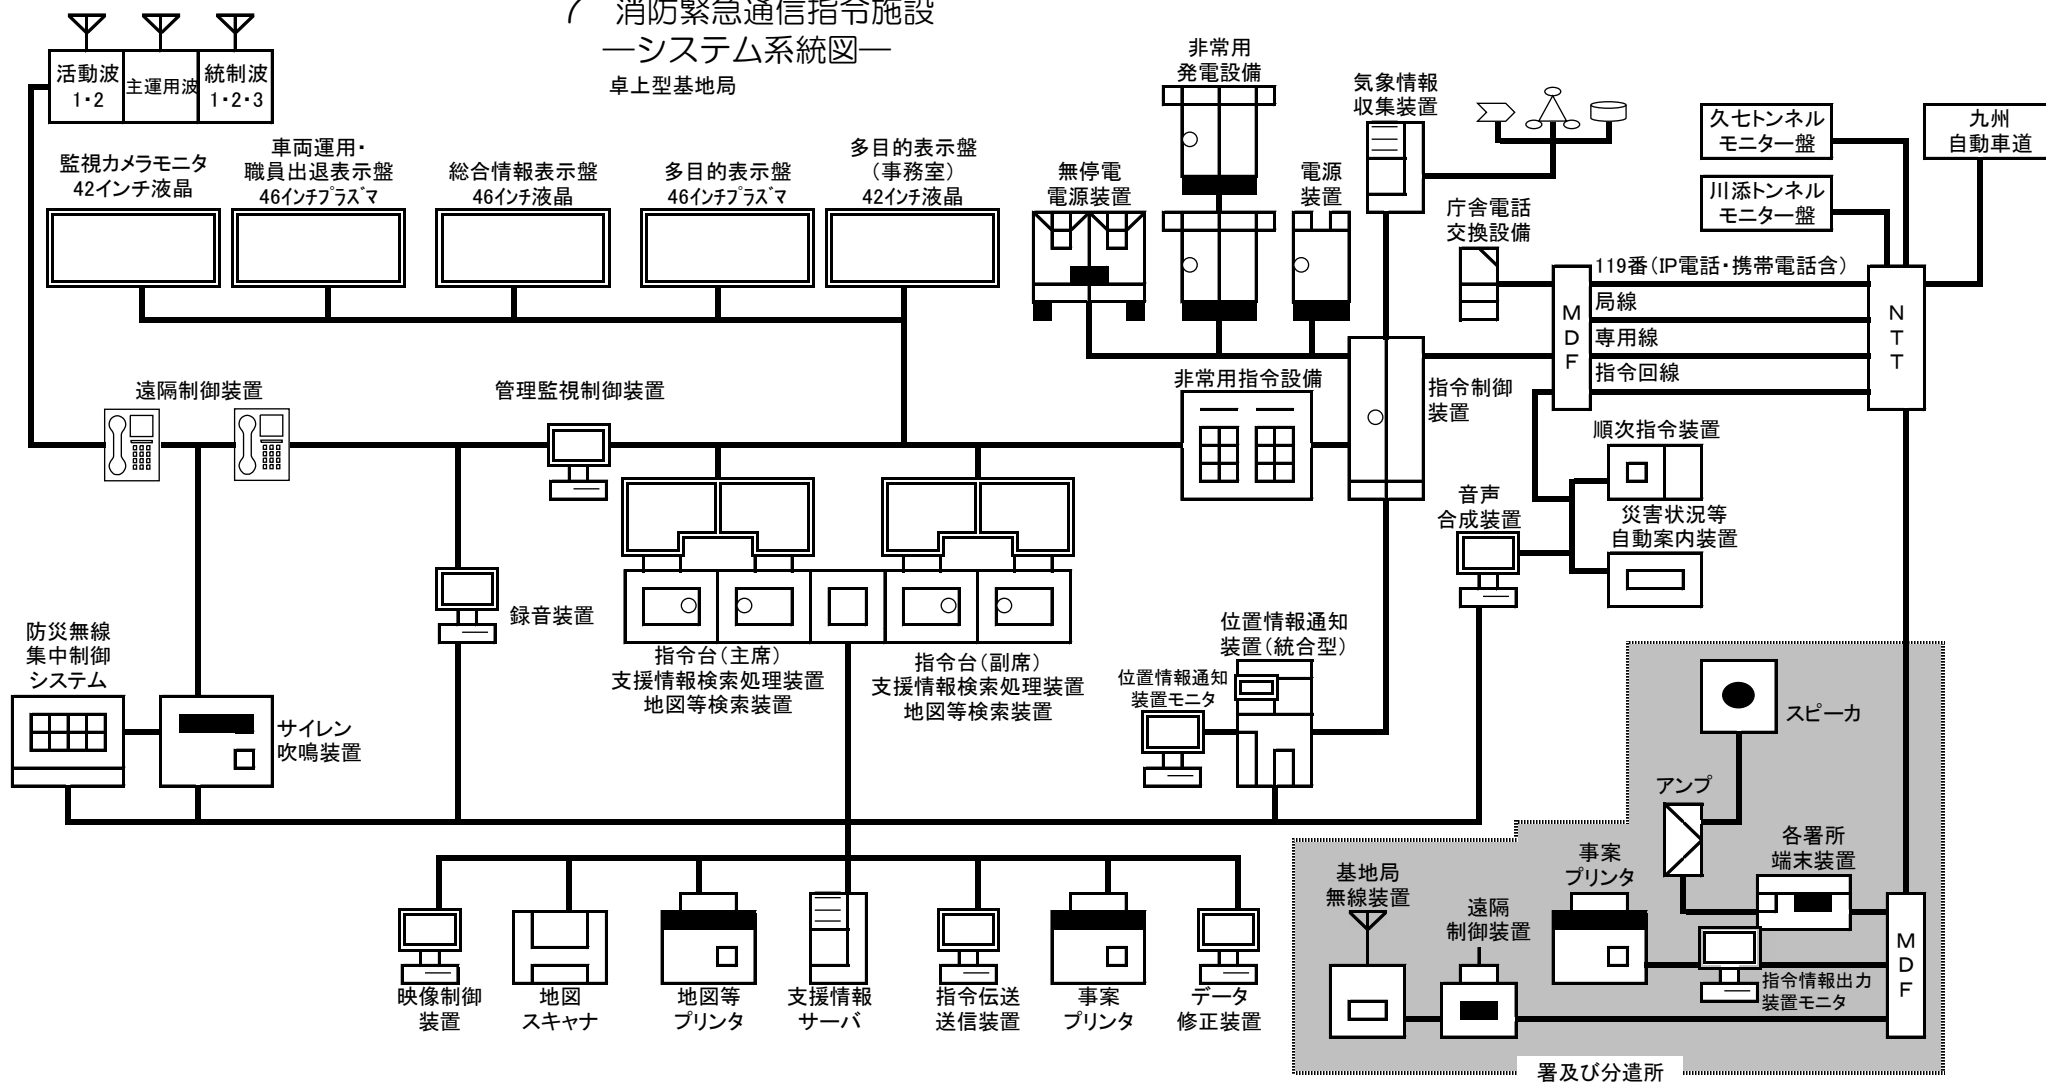 7 消防緊急通信指令施設
―システム系統図―
卓上型基地局
活動波
1・2
主運用波
統制波
1・2・3
監視カメラモニタ
42インチ液晶
車両運用・
職員出退表示盤
46インチプラズマ
総合情報表示盤
46インチ液晶
多目的表示盤
46インチプラズマ
多目的表示盤
(事務室)
42インチ液晶
無停電
電源装置
非常用
発電設備
電源
装置
気象情報
収集装置
庁舎電話
交換設備
久七トンネル
モニター盤
川添トンネル
モニター盤
九州
自動車道
119番(IP電話・携帯電話含)
局線
専用線
指令回線
MDF
NTT
遠隔制御装置
管理監視制御装置
非常用指令設備
指令制御
装置
順次指令装置
災害状況等
自動案内装置
音声
合成装置
録音装置
防災無線
集中制御
システム
サイレン
吹鳴装置
指令台(主席)
支援情報検索処理装置
地図等検索装置
指令台(副席)
支援情報検索処理装置
地図等検索装置
位置情報通知
装置(統合型)
位置情報通知
装置モニタ
スピーカ
アンプ
各署所
端末装置
事案
プリンタ
基地局
無線装置
遠隔
制御装置
指令情報出力
装置モニタ
MDF
署及び分遣所
映像制御
装置
地図
スキャナ
地図等
プリンタ
支援情報
サーバ
指令伝送
送信装置
事案
プリンタ
データ
修正装置